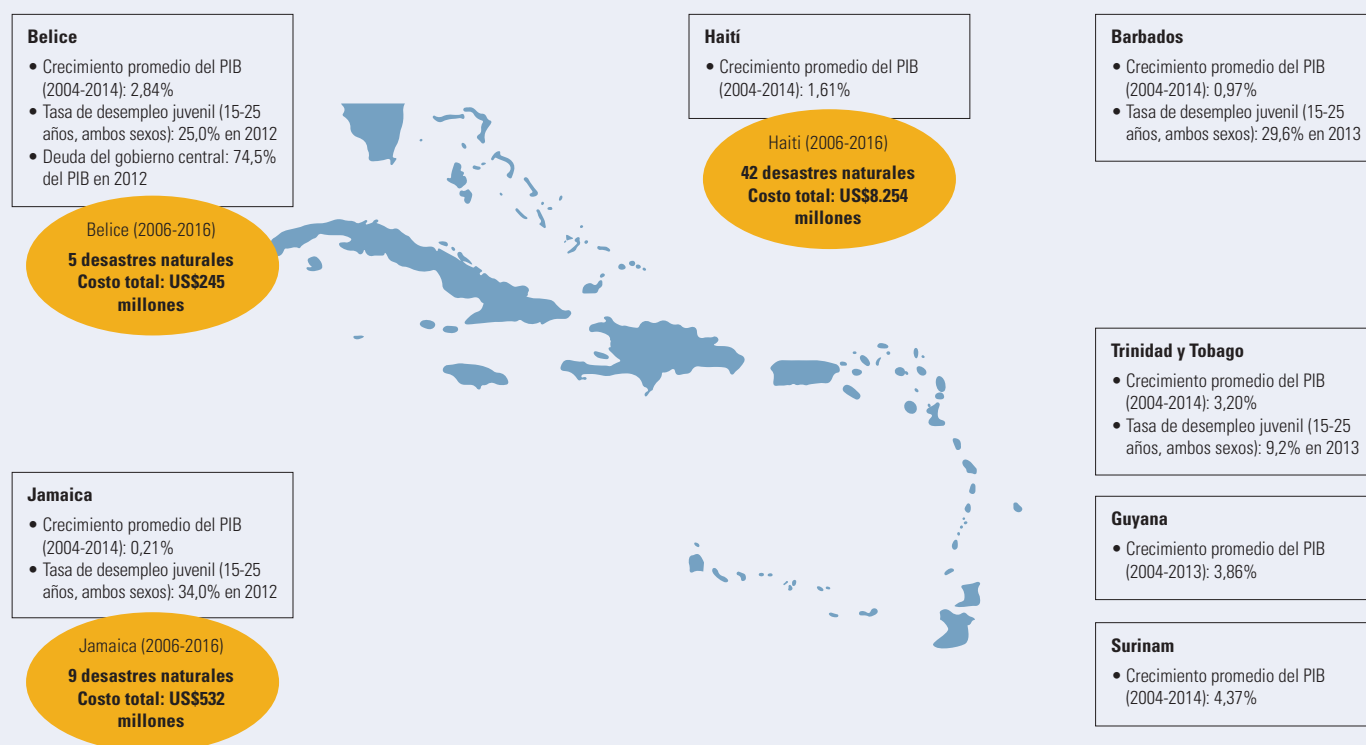 Belice
• Crecimiento promedio del PIB
(2004-2014): 2,84%
• Tasa de desempleo juvenil (15-25
años, ambos sexos): 25,0% en 2012
• Deuda del gobierno central: 74,5%
del PIB en 2012
Belice (2006-2016)
5 desastres naturales
Costo total: US$245
millones
Haití
• Crecimiento promedio del PIB
(2004-2014): 1,61%
Haiti (2006-2016)
42 desastres naturales
Costo total: US$8.254
millones
Barbados
• Crecimiento promedio del PIB
(2004-2014): 0,97%
• Tasa de desempleo juvenil (15-25
años, ambos sexos): 29,6% en 2013
Trinidad y Tobago
• Crecimiento promedio del PIB
(2004-2014): 3,20%
• Tasa de desempleo juvenil (15-25
años, ambos sexos): 9,2% en 2013
Jamaica
• Crecimiento promedio del PIB
(2004-2014): 0,21%
• Tasa de desempleo juvenil (15-25
años, ambos sexos): 34,0% en 2012
Jamaica (2006-2016)
9 desastres naturales
Costo total: US$532
millones
Guyana
• Crecimiento promedio del PIB
(2004-2013): 3,86%
Surinam
• Crecimiento promedio del PIB
(2004-2014): 4,37%